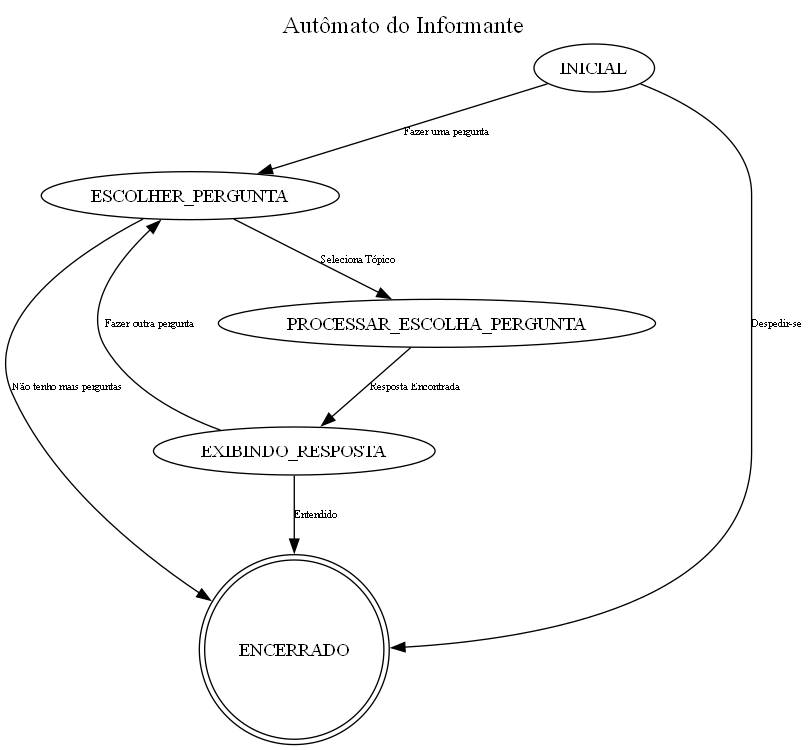 Autômato do Informante
INICIAL
Fazer uma pergunta
ESCOLHER_PERGUNTA
Seleciona Tópico
Fazer outra pergunta
PROCESSAR_ESCOLHA_PERGUNTA
Despedir-se
Não tenho mais perguntas
Resposta Encontrada
EXIBINDO_RESPOSTA
Entendido
ENCERRADO